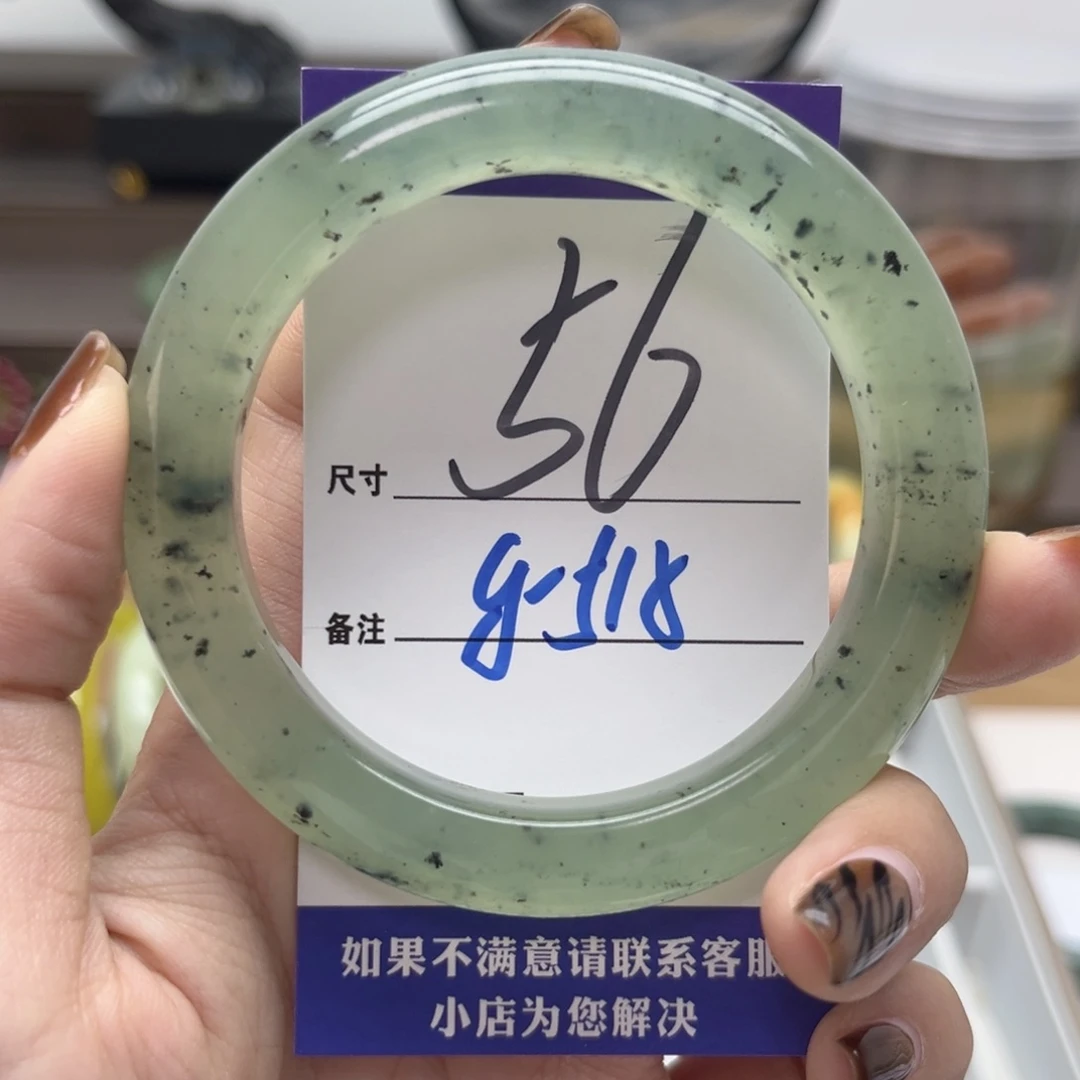 尺寸 56
备注 g-518
如果不满意请联系客服
小店为您解决